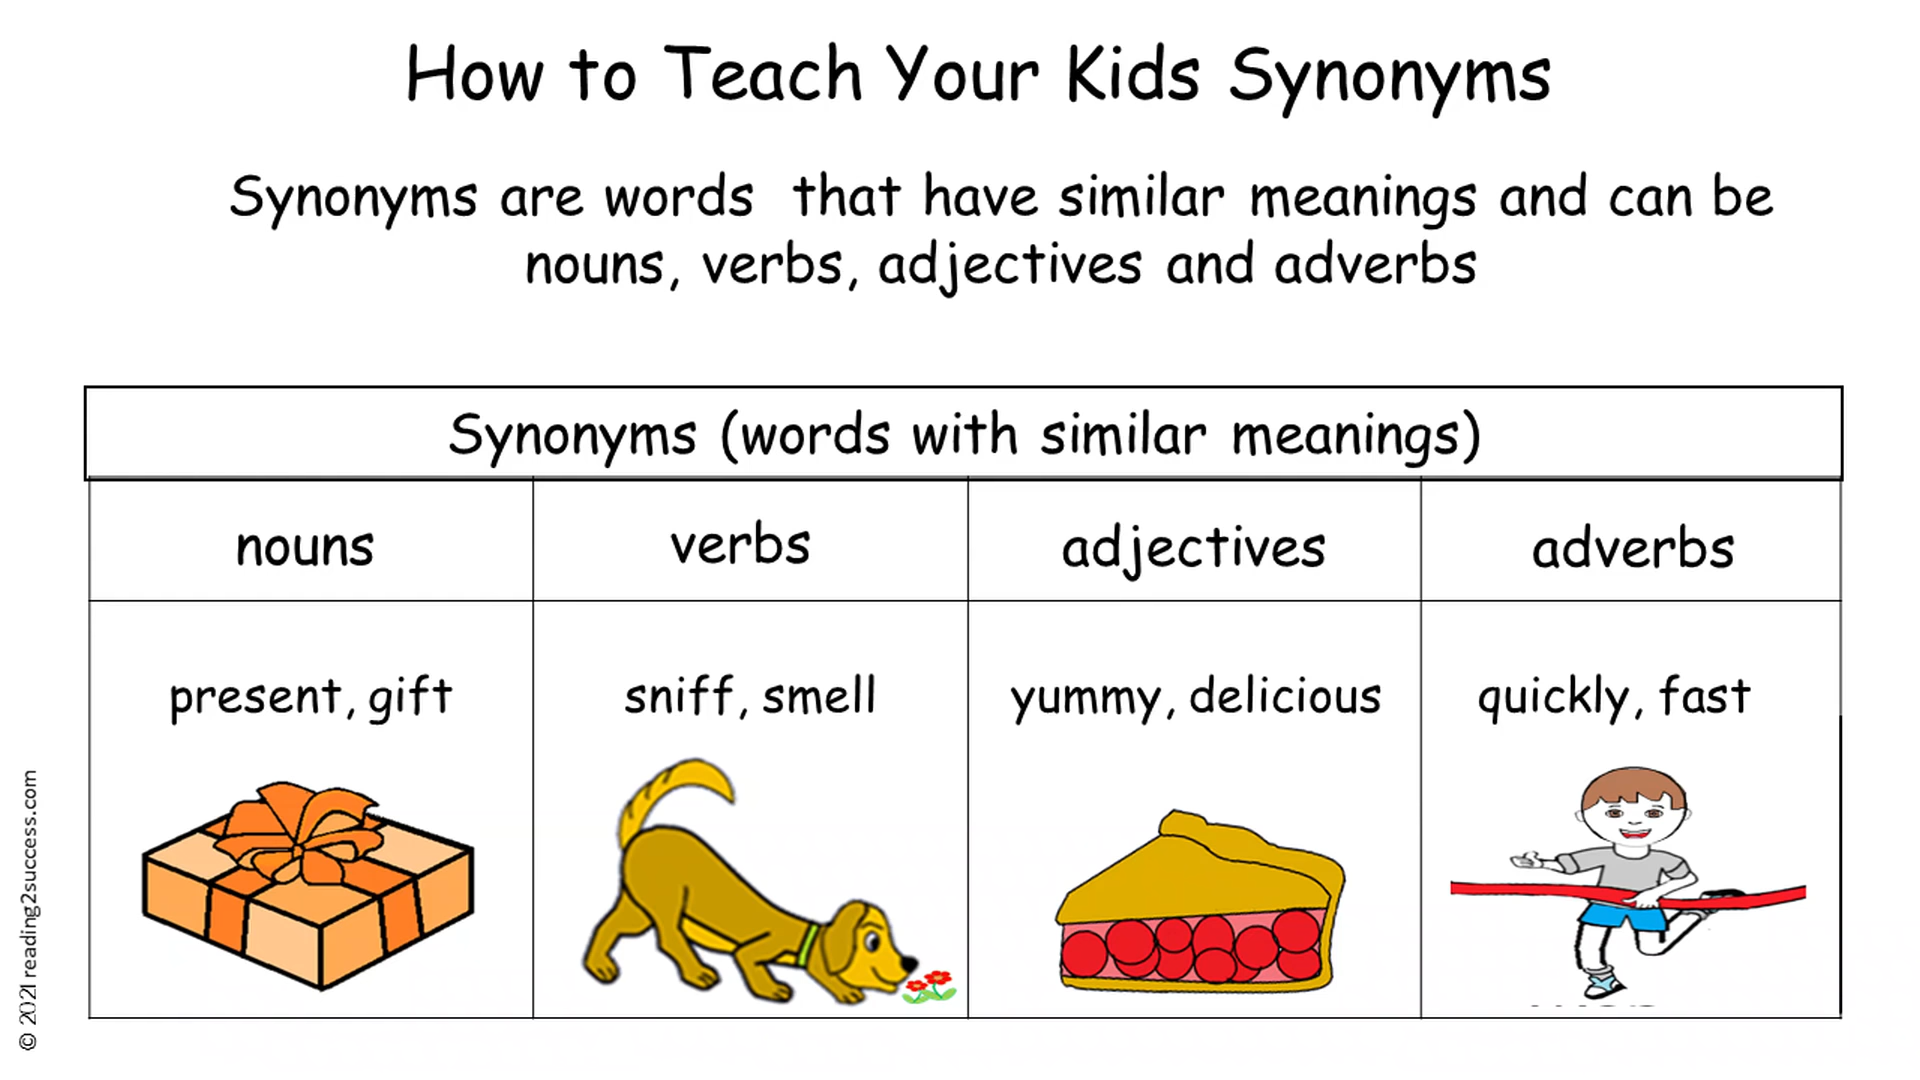 How to Teach Your Kids Synonyms
Synonyms are words that have similar meanings and can be
nouns, verbs, adjectives and adverbs
Synonyms (words with similar meanings)
nouns
verbs
adjectives
adverbs
present, gift
sniff, smell
yummy, delicious
quickly, fast
© 2021 reading2success.com